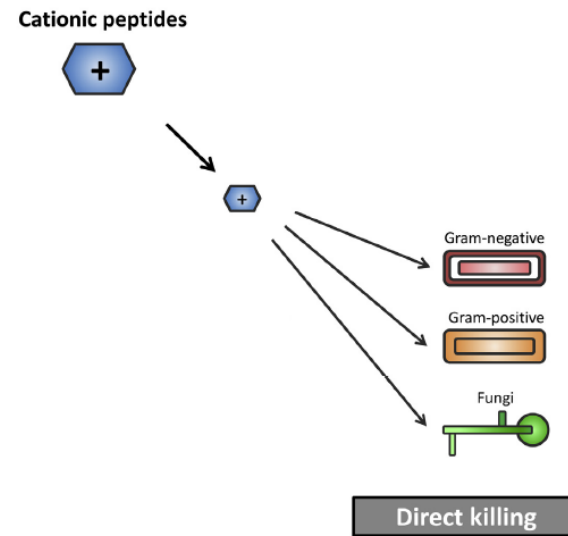 Cationic peptides
+
+
Gram-negative
Gram-positive
Fungi
Direct killing